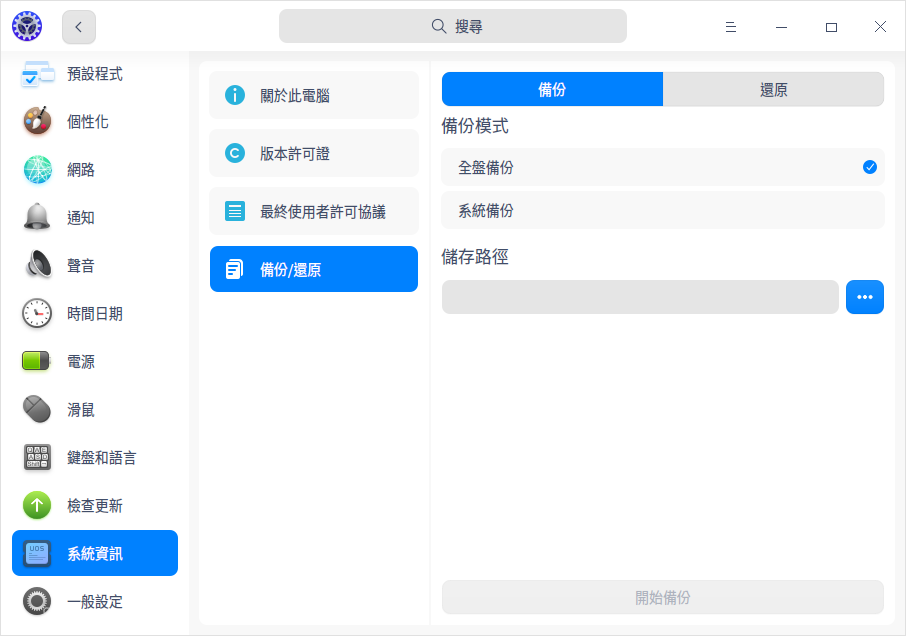 搜尋
預設程式
個性化
網路
通知
聲音
時間日期
電源
滑鼠
鍵盤和語言
檢查更新
UOS
系統資訊
一般設定
關於此電腦
版本許可證
最終使用者許可協議
備份/還原
備份
還原
備份模式
全盤備份
系統備份
儲存路徑
開始備份